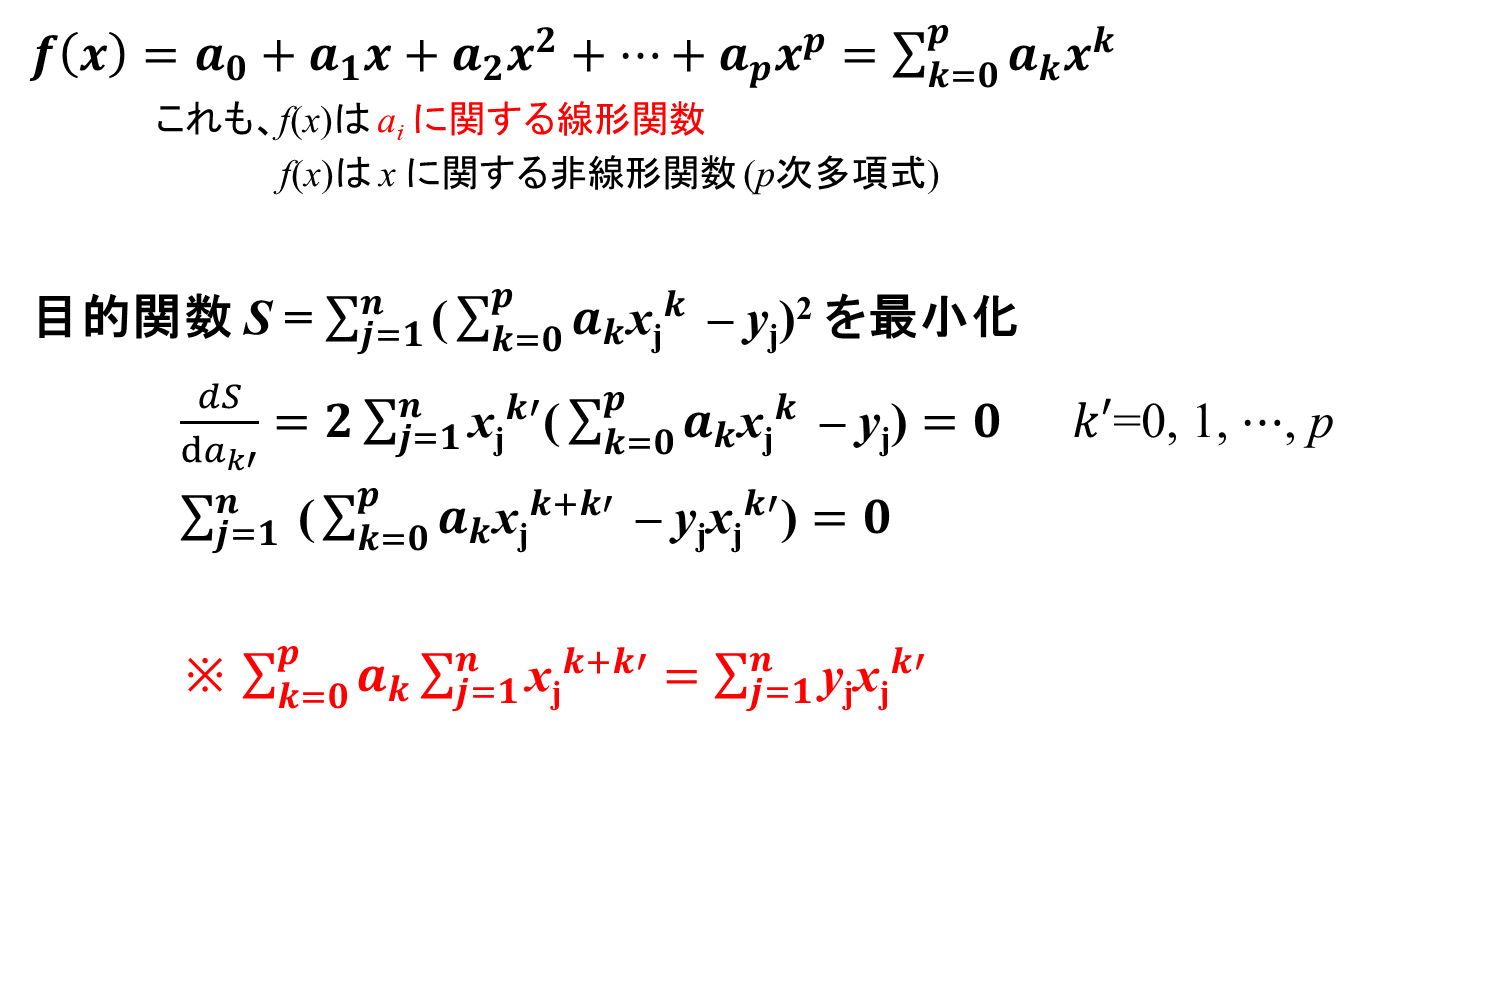 f(x) = a₀ + a₁x + a₂x² + ⋯ + aₚxᵖ = ∑_{k=0}^{p} a_k x^k
これも、f(x)は a_i に関する線形関数
f(x)は x に関する非線形関数 (p次多項式)
目的関数 S = ∑_{j=1}^{n} (∑_{k=0}^{p} a_k x_j^k – y_j)² を最小化
dS/da_{k′} = 2 ∑_{j=1}^{n} x_j^{k′} (∑_{k=0}^{p} a_k x_j^k – y_j) = 0 k′=0, 1, ⋯, p
∑_{j=1}^{n} (∑_{k=0}^{p} a_k x_j^{k+k′} – y_j x_j^{k′}) = 0
※ ∑_{k=0}^{p} a_k ∑_{j=1}^{n} x_j^{k+k′} = ∑_{j=1}^{n} y_j x_j^{k′}